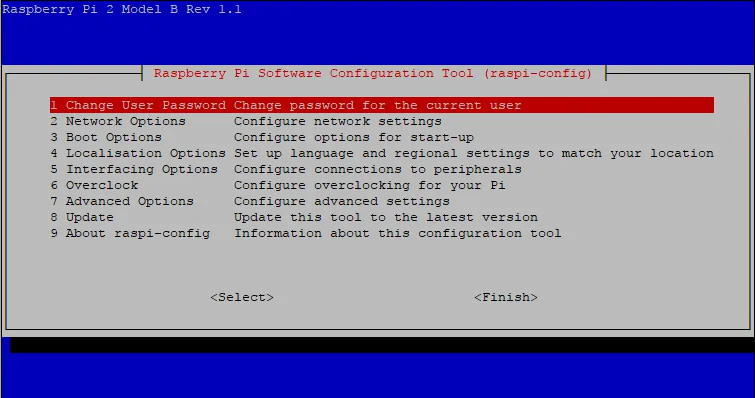 Raspberry Pi 2 Model B Rev 1.1
Raspberry Pi Software Configuration Tool (raspi-config)
1 Change User Password Change password for the current user
2 Network Options Configure network settings
3 Boot Options Configure options for start-up
4 Localisation Options Set up language and regional settings to match your location
5 Interfacing Options Configure connections to peripherals
6 Overclock Configure overclocking for your Pi
7 Advanced Options Configure advanced settings
8 Update Update this tool to the latest version
9 About raspi-config Information about this configuration tool
<Select> <Finish>